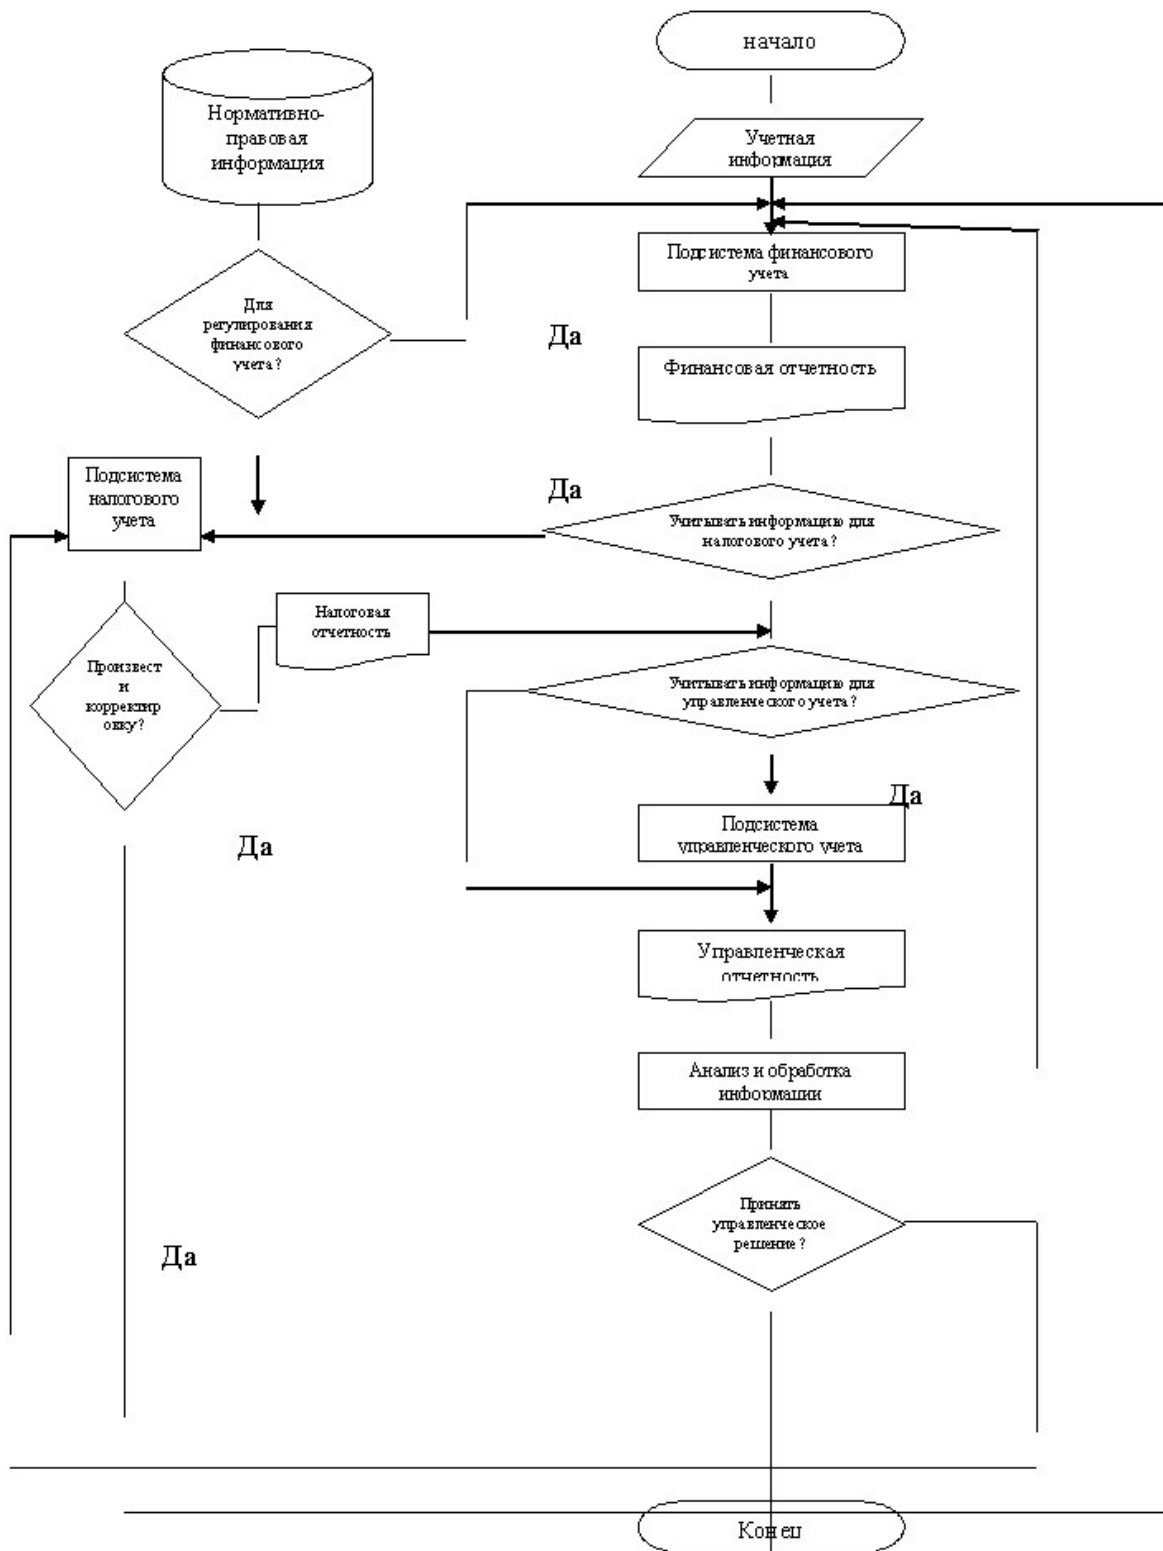 начало
Нормативно-
правовая
информация
Учетная
информация
Подсистема финансового
учета
Для
регулирования
финансового
учета?
Да
Финансовая отчетность
Подсистема
налогового
учета
Да
Учитывать информацию для
налогового учета?
Налоговая
отчетность
Произвест
и
корректир
овку?
Учитывать информацию для
управленческого учета?
Да
Подсистема
управленческого учета
Да
Управленческая
отчетность
Анализ и обработка
информации
Принять
управленческое
решение?
Да
Конец